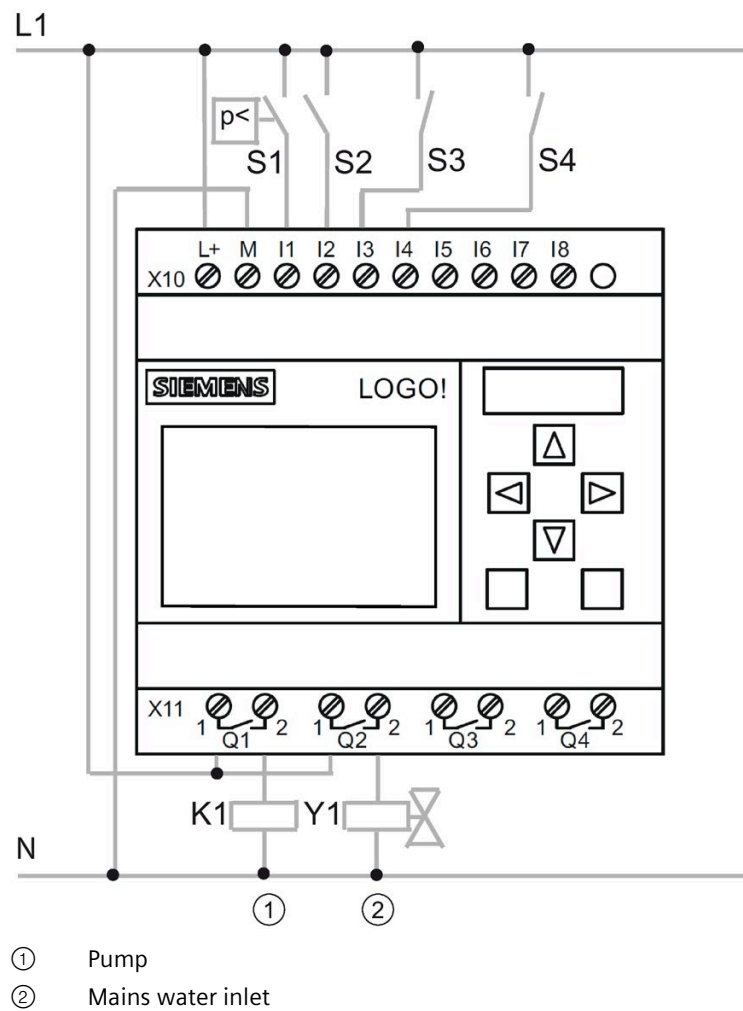 L1
p<
S1 S2 S3 S4
L+ M I1 I2 I3 I4 I5 I6 I7 I8
X10
SIEMENS LOGO!
X11 1 2 1 2 1 2 1 2
Q1 Q2 Q3 Q4
K1 Y1
N
① ②
① Pump
② Mains water inlet